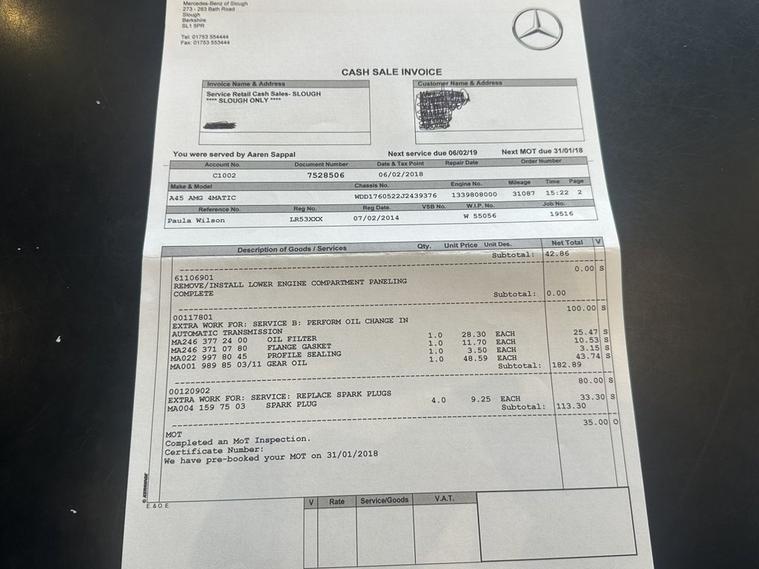 Mercedes-Benz of Slough
273 - 283 Bath Road
Slough
Berkshire
SL1 5PR
Tel: 01753 554444
Fax: 01753 553444
CASH SALE INVOICE
Invoice Name & Address
Customer Name & Address
Service Retail Cash Sales- SLOUGH
**** SLOUGH ONLY ****
You were served by Aaren Sappal Next service due 06/02/19 Next MOT due 31/01/18
Account No. Document Number Date & Tax Point Repair Date Order Number
C1002 7528506 06/02/2018
Make & Model Chassis No. Engine No. Mileage Time Page
A45 AMG 4MATIC WDD1760522J2439376 1339808000 31087 15:22 2
Reference No. Reg No. Reg Date. VSB No. W.I.P. No. Job No.
Paula Wilson LR53XXX 07/02/2014 W 55056 19516
Description of Goods / Services Qty. Unit Price Unit Des. Net Total V
Subtotal: 42.86
61106901 0.00 S
REMOVE/INSTALL LOWER ENGINE COMPARTMENT PANELING
COMPLETE Subtotal: 0.00
00117801 100.00 S
EXTRA WORK FOR: SERVICE B: PERFORM OIL CHANGE IN
AUTOMATIC TRANSMISSION
MA246 377 24 00 OIL FILTER 1.0 28.30 EACH 25.47 S
MA246 371 07 80 FLANGE GASKET 1.0 11.70 EACH 10.53 S
MA022 997 80 45 PROFILE SEALING 1.0 3.50 EACH 3.15 S
MA001 989 85 03/11 GEAR OIL 1.0 48.59 EACH 43.74 S
Subtotal: 182.89
00120902 80.00 S
EXTRA WORK FOR: SERVICE: REPLACE SPARK PLUGS
MA004 159 75 03 SPARK PLUG 4.0 9.25 EACH 33.30 S
Subtotal: 113.30
MOT 35.00 O
Completed an MoT Inspection.
Certificate Number:
We have pre-booked your MOT on 31/01/2018
E.& O.E.
V Rate Service/Goods V.A.T.